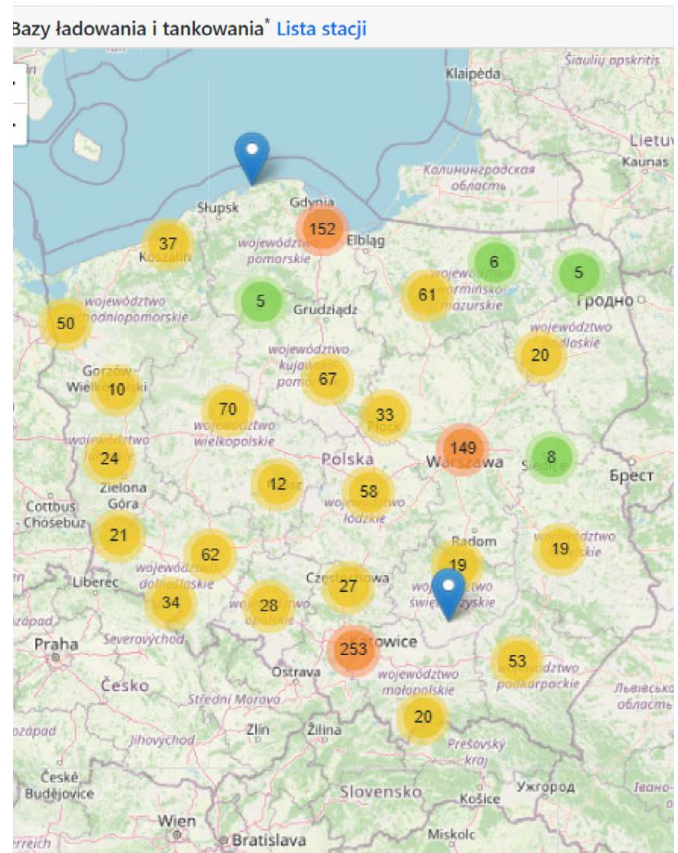 Bazy ładowania i tankowania* Lista stacji
Šiaulių apskritis
Klaipėda
Lietuv
Kaunas
Калининградская
область
Słupsk
Gdynia
152
37
Koszalin
województwo
pomorskie
Elbląg
6
5
5
61
województwo
warmińsko-
mazurskie
Гродно
50
województwo
zachodniopomorskie
Grudziądz
20
województwo
podlaskie
Gorzów
Wielkopolski
10
województwo
kujawsko
pomorskie
67
70
województwo
wielkopolskie
33
Płock
149
Warszawa
8
Siedlce
Брест
24
województwo
Polska
Zielona
Góra
12
58
województwo
łódzkie
Cottbus
- Chóśebuz
21
62
województwo
dolnośląskie
Radom
19
19
województwo
Liberec
34
28
województwo
opolskie
Częstochowa
27
województwo
świętokrzyskie
Praha
Severovýchod
253
Katowice
53
województwo
podkarpackie
Ostrava
województwo
małopolskie
20
Česko
Střední Morava
Львівська
область
Jihovýchod
Zlín
Žilina
Prešovský
kraj
České
Budějovice
Slovensko
Košice
Ужгород
Івано-
Wien
Bratislava
Miskolc